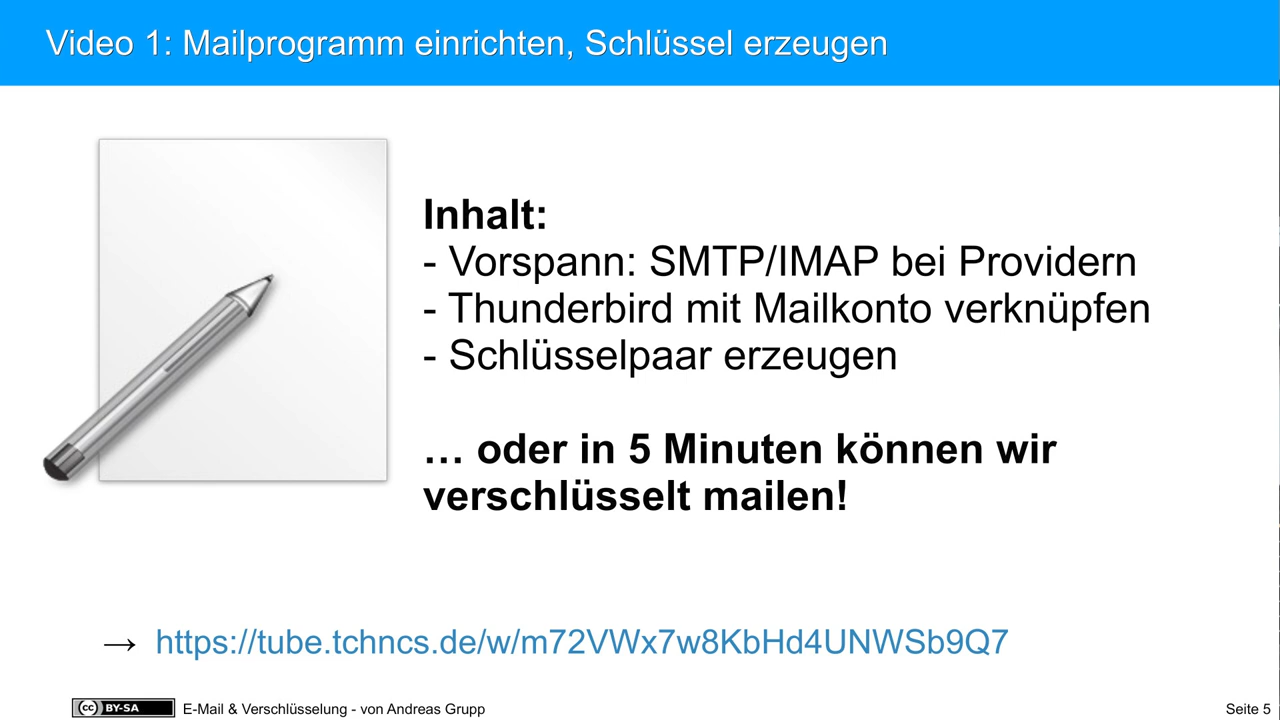 Video 1: Mailprogramm einrichten, Schlüssel erzeugen
Inhalt:
- Vorspann: SMTP/IMAP bei Providern
- Thunderbird mit Mailkonto verknüpfen
- Schlüsselpaar erzeugen
… oder in 5 Minuten können wir
verschlüsselt mailen!
→ https://tube.tchncs.de/w/m72VWx7w8KbHd4UNWSb9Q7
cc BY-SA E-Mail & Verschlüsselung - von Andreas Grupp
Seite 5